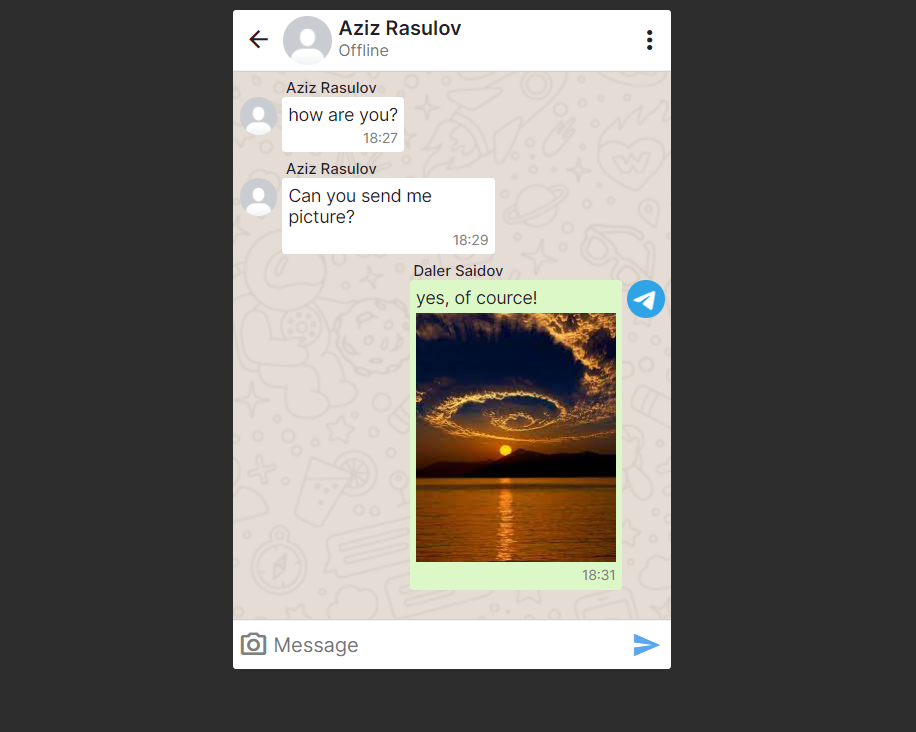 Aziz Rasulov
Offline
Aziz Rasulov
how are you?
18:27
Aziz Rasulov
Can you send me
picture?
18:29
Daler Saidov
yes, of cource!
18:31
Message